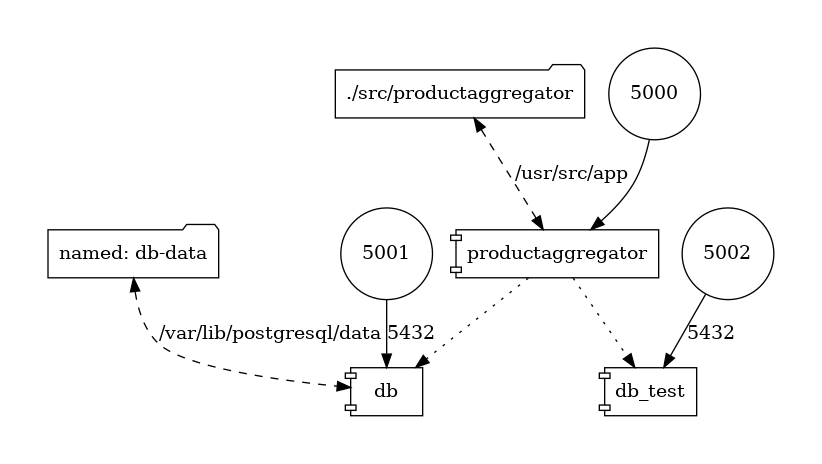 ./src/productaggregator
5000
/usr/src/app
named: db-data
5001
productaggregator
5002
/var/lib/postgresql/data
5432
5432
db
db_test